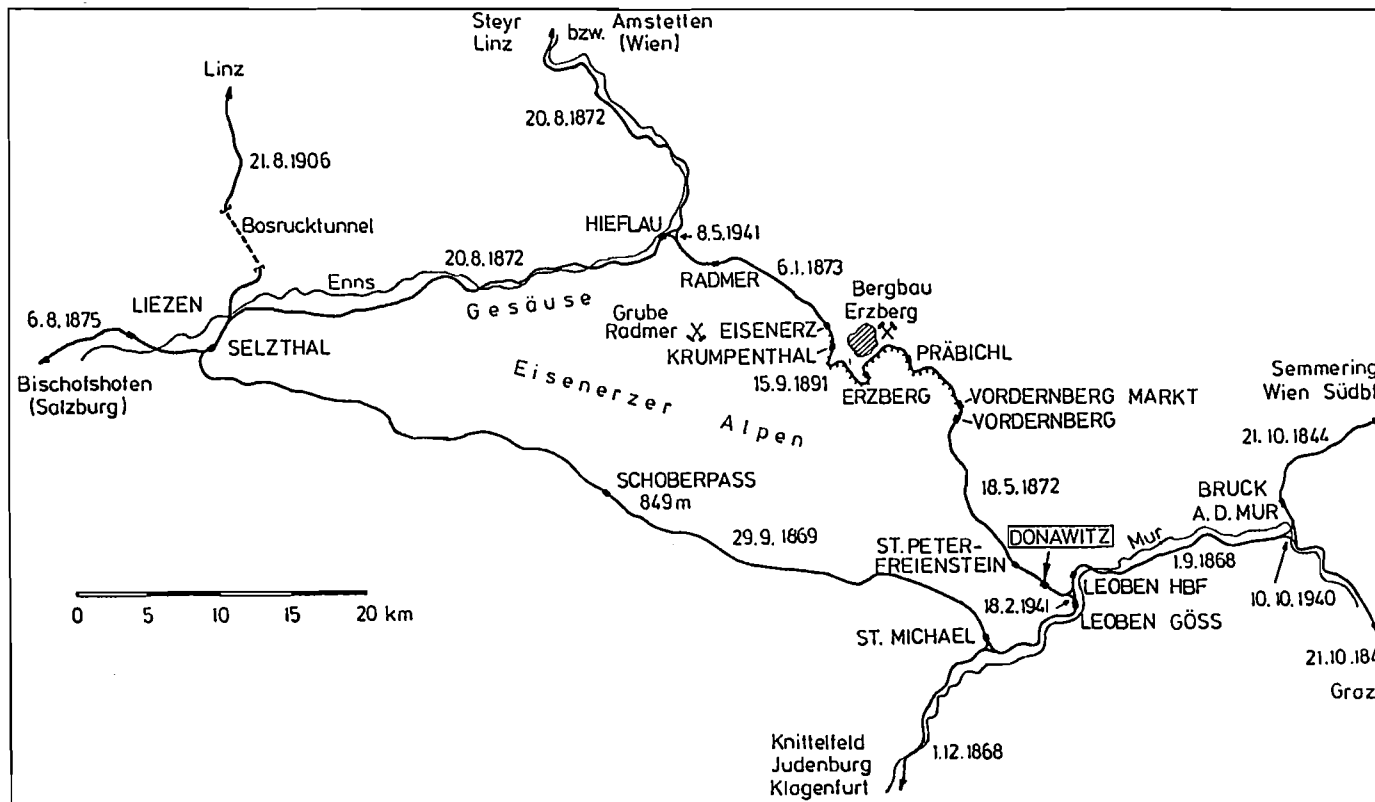 Steyr
Linz
bzw.
Amstetten
(Wien)
Linz
20.8.1872
21.8.1906
Bosrucktunnel
HIEFLAU
8.5.1941
20.8.1872
RADMER
6.1.1873
Enns
LIEZEN
Gesäuse
Bergbau
Erzberg
6.8.1875
Grube
Radmer
EISENERZ
SELZTHAL
KRUMPENTHAL
PRÄBICHL
Bischofshofen
(Salzburg)
15.9.1891
ERZBERG
Semmering
Wien Südb
Eisenerzer Alpen
VORDERNBERG MARKT
VORDERNBERG
21.10.1844
SCHOBERPASS
849 m
18.5.1872
BRUCK
A.D.MUR
29.9.1869
DONAWITZ
Mur
ST. PETER-
FREIENSTEIN
1.9.1868
LEOBEN HBF
10.10.1940
18.2.1941
LEOBEN GÖSS
0 5 10 15 20 km
ST. MICHAEL
21.10.184
Graz
Knittelfeld
Judenburg
Klagenfurt
1.12.1868